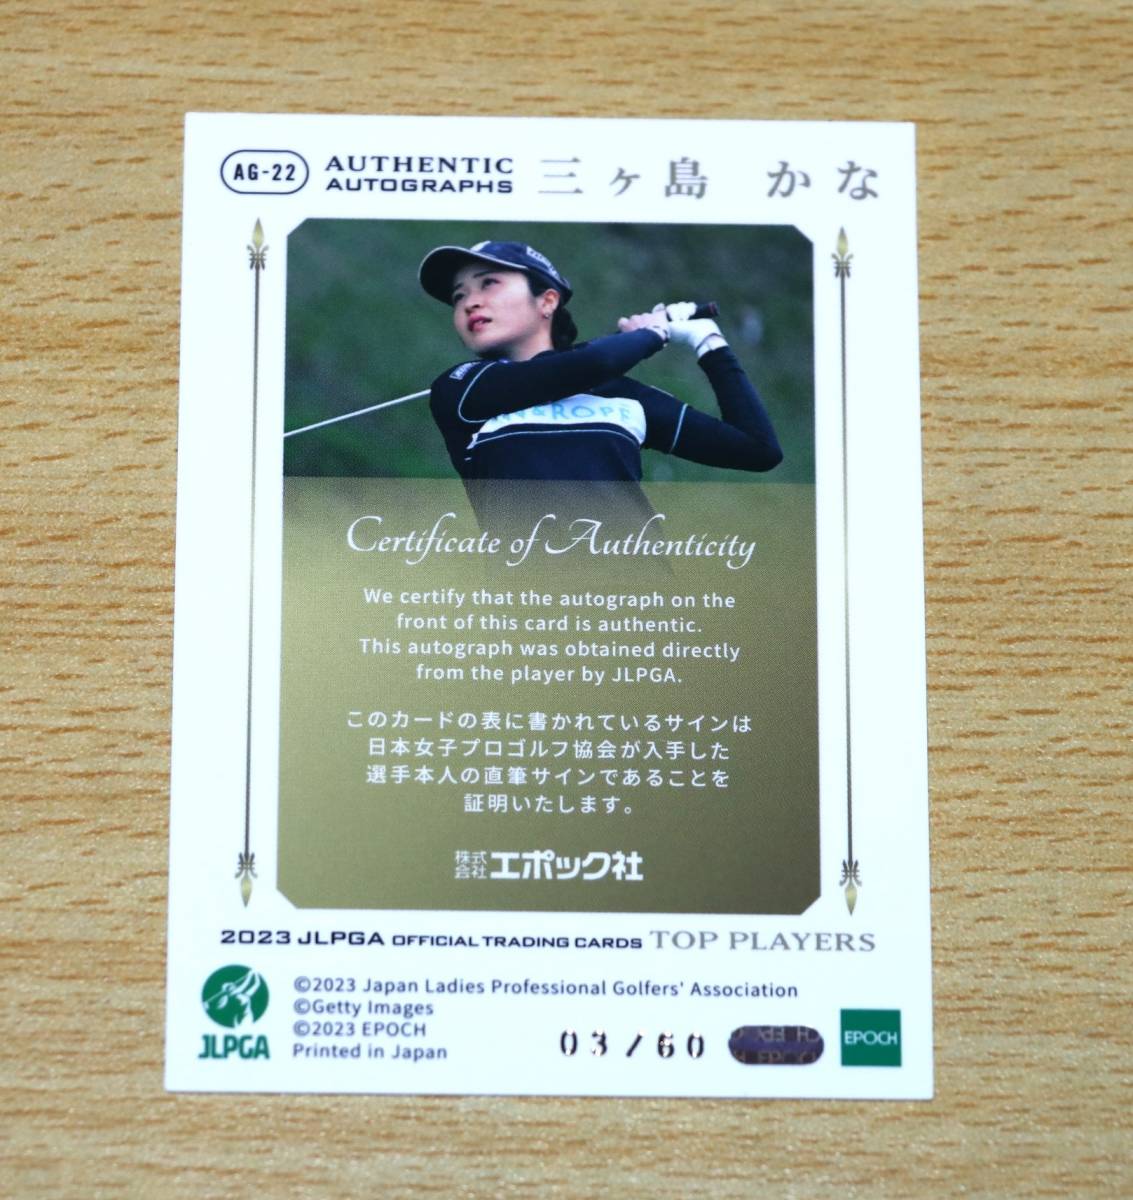 AG-22
AUTHENTIC
AUTOGRAPHS
三ヶ島 かな
&ROPE
Certificate of Authenticity
We certify that the autograph on the
front of this card is authentic.
This autograph was obtained directly
from the player by JLPGA.
このカードの表に書かれているサインは
日本女子プロゴルフ協会が入手した
選手本人の直筆サインであることを
証明いたします。
株式会社エポック社
2023 JLPGA OFFICIAL TRADING CARDS TOP PLAYERS
©2023 Japan Ladies Professional Golfers' Association
©Getty Images
©2023 EPOCH
Printed in Japan
JLPGA
03/60
EPOCH